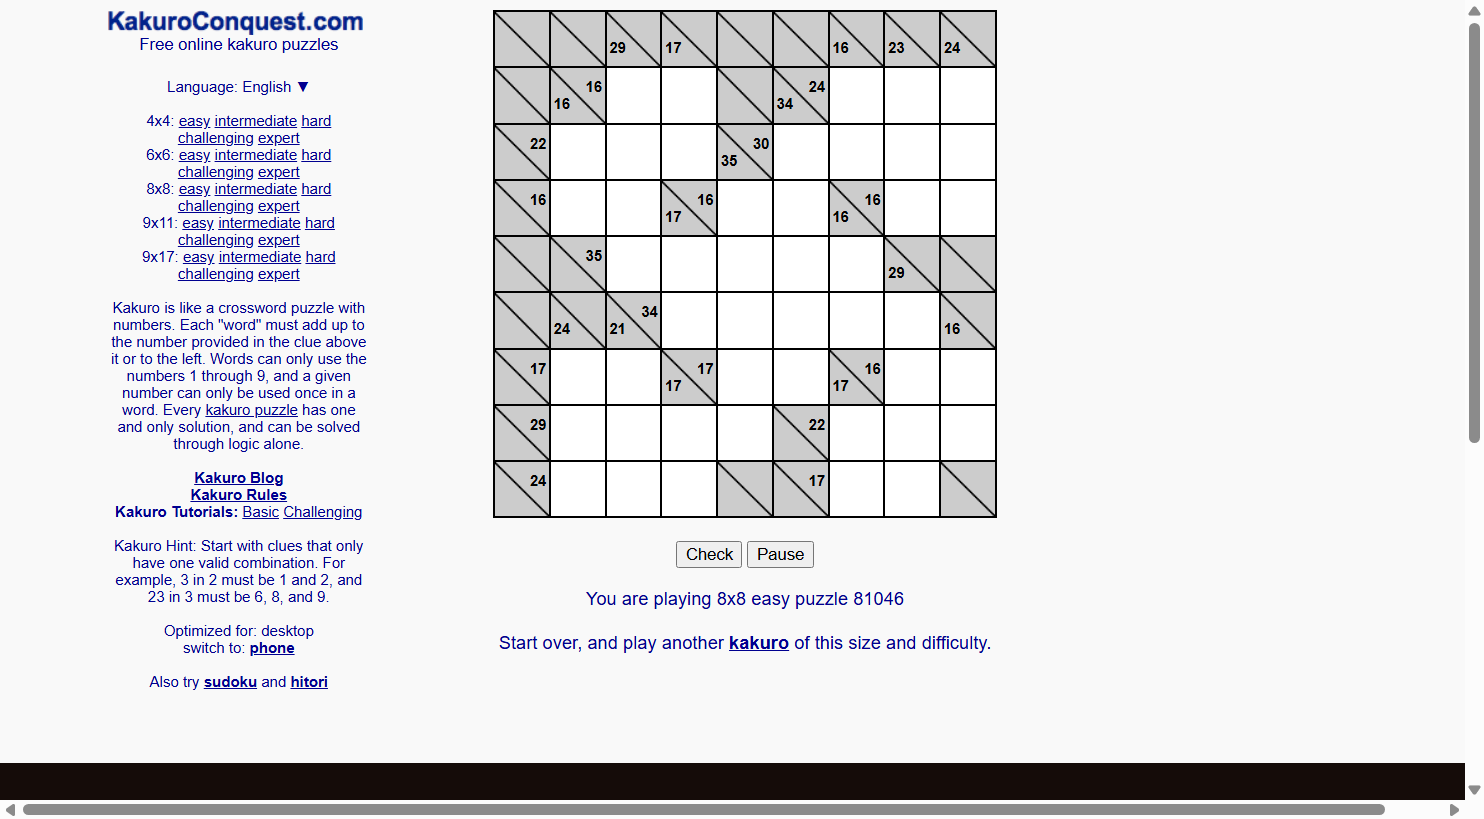 KakuroConquest.com
Free online kakuro puzzles
Language: English ▼
4x4: easy intermediate hard
challenging expert
6x6: easy intermediate hard
challenging expert
8x8: easy intermediate hard
challenging expert
9x11: easy intermediate hard
challenging expert
9x17: easy intermediate hard
challenging expert
Kakuro is like a crossword puzzle with
numbers. Each "word" must add up to
the number provided in the clue above
it or to the left. Words can only use the
numbers 1 through 9, and a given
number can only be used once in a
word. Every kakuro puzzle has one
and only solution, and can be solved
through logic alone.
Kakuro Blog
Kakuro Rules
Kakuro Tutorials: Basic Challenging
Kakuro Hint: Start with clues that only
have one valid combination. For
example, 3 in 2 must be 1 and 2, and
23 in 3 must be 6, 8, and 9.
Optimized for: desktop
switch to: phone
Also try sudoku and hitori
29 17 16 23 24
16 16 34 24
22 35 30
16 17 16 16 16
35 29
24 21 34 16
17 17 17 17 16
29 22
24 17
Check Pause
You are playing 8x8 easy puzzle 81046
Start over, and play another kakuro of this size and difficulty.